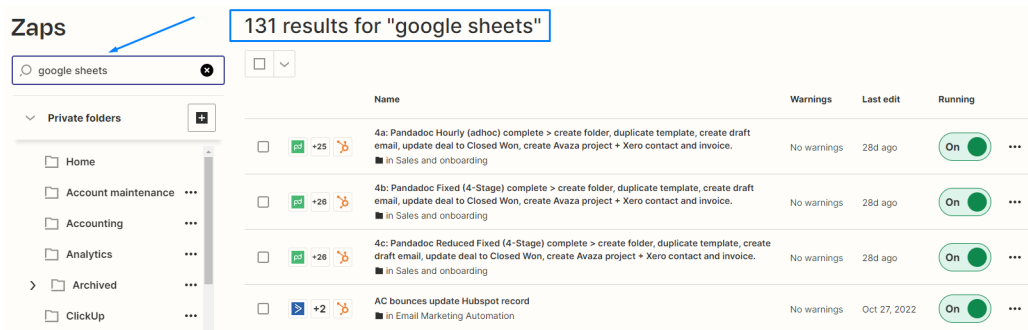 Zaps
131 results for "google sheets"
google sheets
Private folders
Home
Account maintenance
Accounting
Analytics
Archived
ClickUp
Name
Warnings
Last edit
Running
pd
+25
4a: Pandadoc Hourly (adhoc) complete > create folder, duplicate template, create draft
email, update deal to Closed Won, create Avaza project + Xero contact and invoice.
in Sales and onboarding
No warnings
28d ago
On
pd
+26
4b: Pandadoc Fixed (4-Stage) complete > create folder, duplicate template, create draft
email, update deal to Closed Won, create Avaza project + Xero contact and invoice.
in Sales and onboarding
No warnings
28d ago
On
pd
+26
4c: Pandadoc Reduced Fixed (4-Stage) complete > create folder, duplicate template, create
draft email, update deal to Closed Won, create Avaza project + Xero contact and invoice.
in Sales and onboarding
No warnings
28d ago
On
+2
AC bounces update Hubspot record
in Email Marketing Automation
No warnings
Oct 27, 2022
On